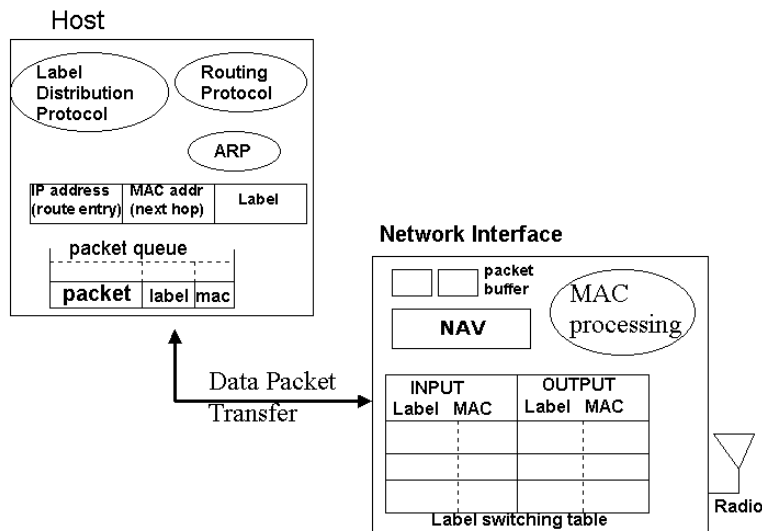 Host
Label
Distribution
Protocol
Routing
Protocol
ARP
IP address
(route entry)
MAC addr
(next hop)
Label
packet queue
packet
label
mac
Data Packet
Transfer
Network Interface
packet
buffer
MAC
processing
NAV
INPUT
Label MAC
OUTPUT
Label MAC
Label switching table
Radio